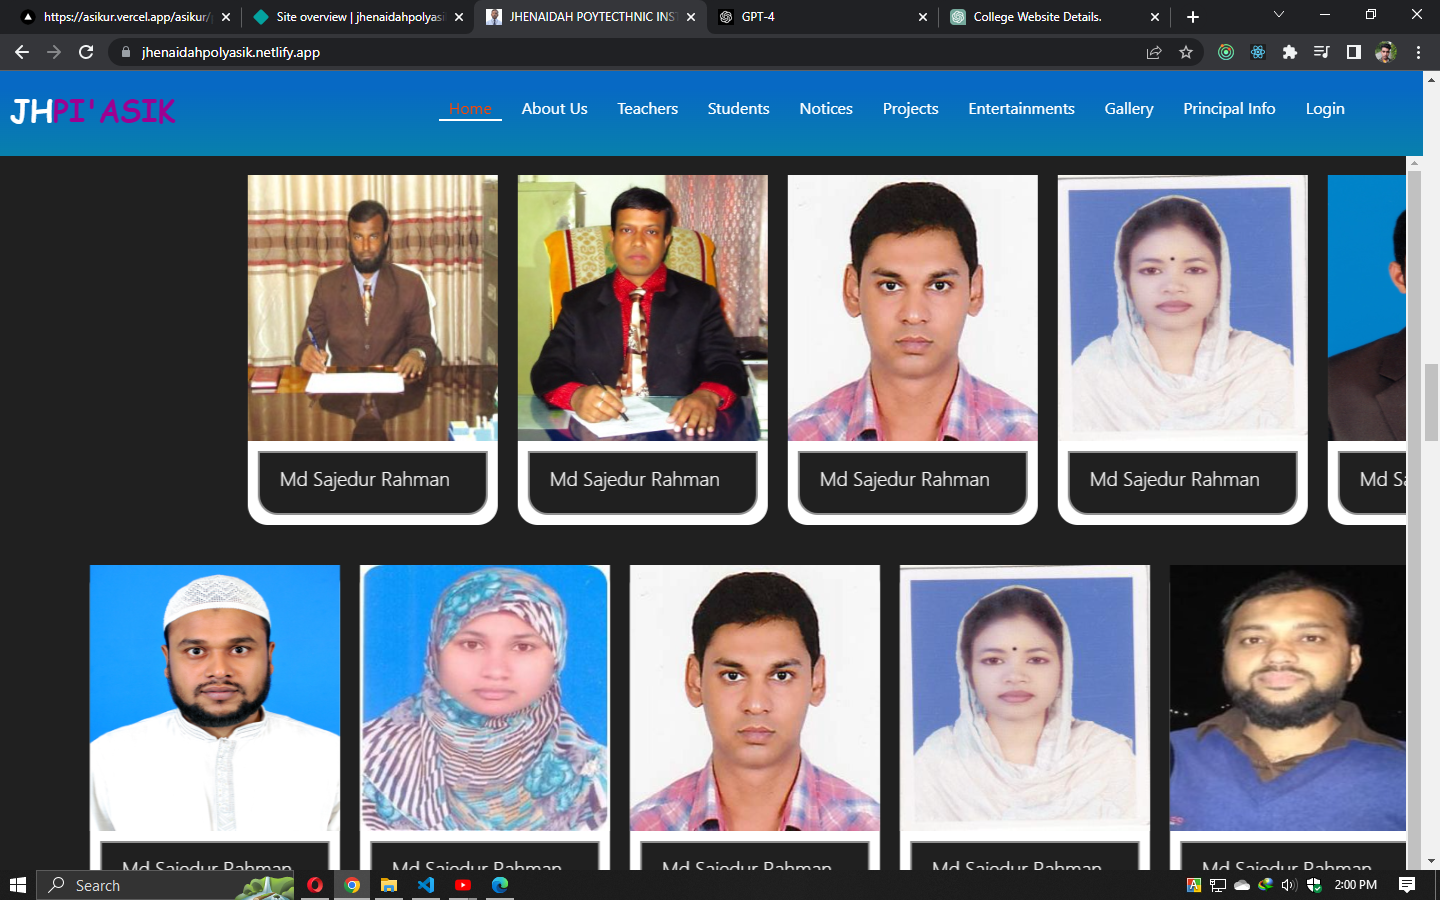 https://asikur.vercel.app/asikur/
Site overview | jhenaidahpolyasi
JHENAIDAH POYTECTHNIC INS
GPT-4
College Website Details.
jhenaidahpolyasik.netlify.app
JHPI'ASIK
Home
About Us
Teachers
Students
Notices
Projects
Entertainments
Gallery
Principal Info
Login
Md Sajedur Rahman
Md Sajedur Rahman
Md Sajedur Rahman
Md Sajedur Rahman
Md Sa
Md Sajedur Rahman
Md Sajedur Rahman
Md Sajedur Rahman
Md Sajedur Rahman
Md Sajedur Rahman
Search
2:00 PM